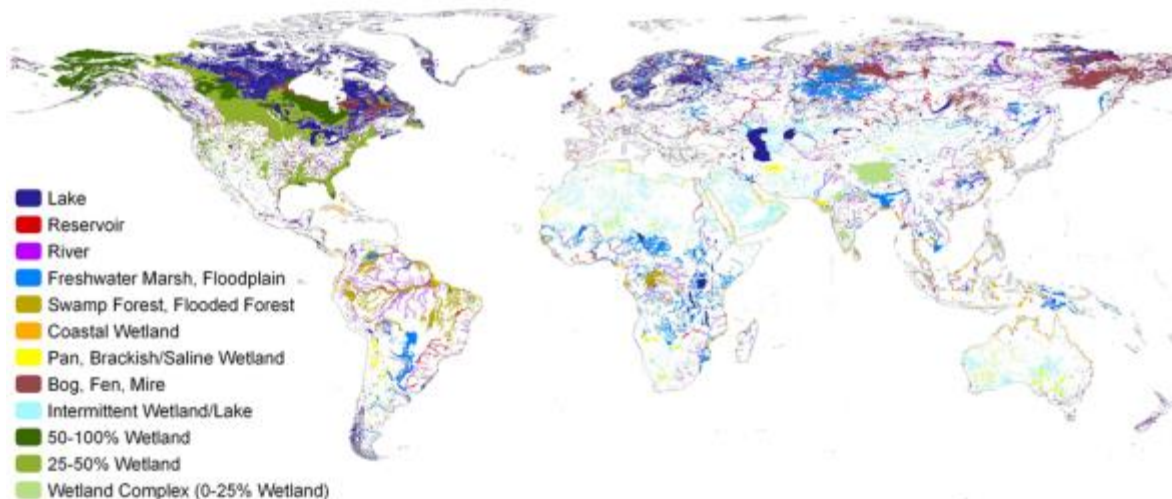 Lake
Reservoir
River
Freshwater Marsh, Floodplain
Swamp Forest, Flooded Forest
Coastal Wetland
Pan, Brackish/Saline Wetland
Bog, Fen, Mire
Intermittent Wetland/Lake
50-100% Wetland
25-50% Wetland
Wetland Complex (0-25% Wetland)